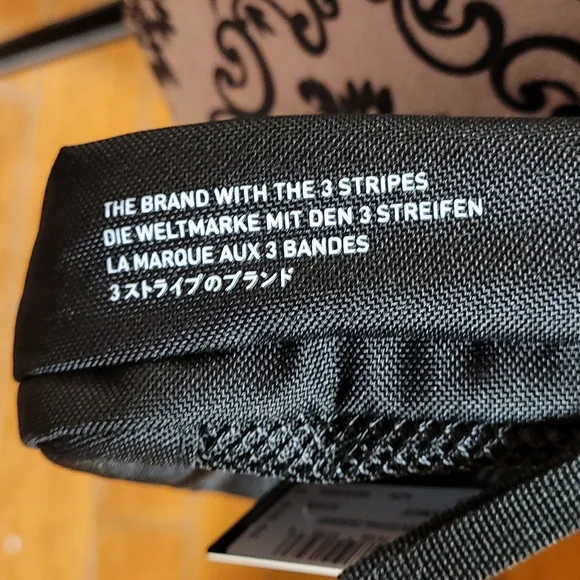 THE BRAND WITH THE 3 STRIPES
DIE WELTMARKE MIT DEN 3 STREIFEN
LA MARQUE AUX 3 BANDES
3ストライプのブランド